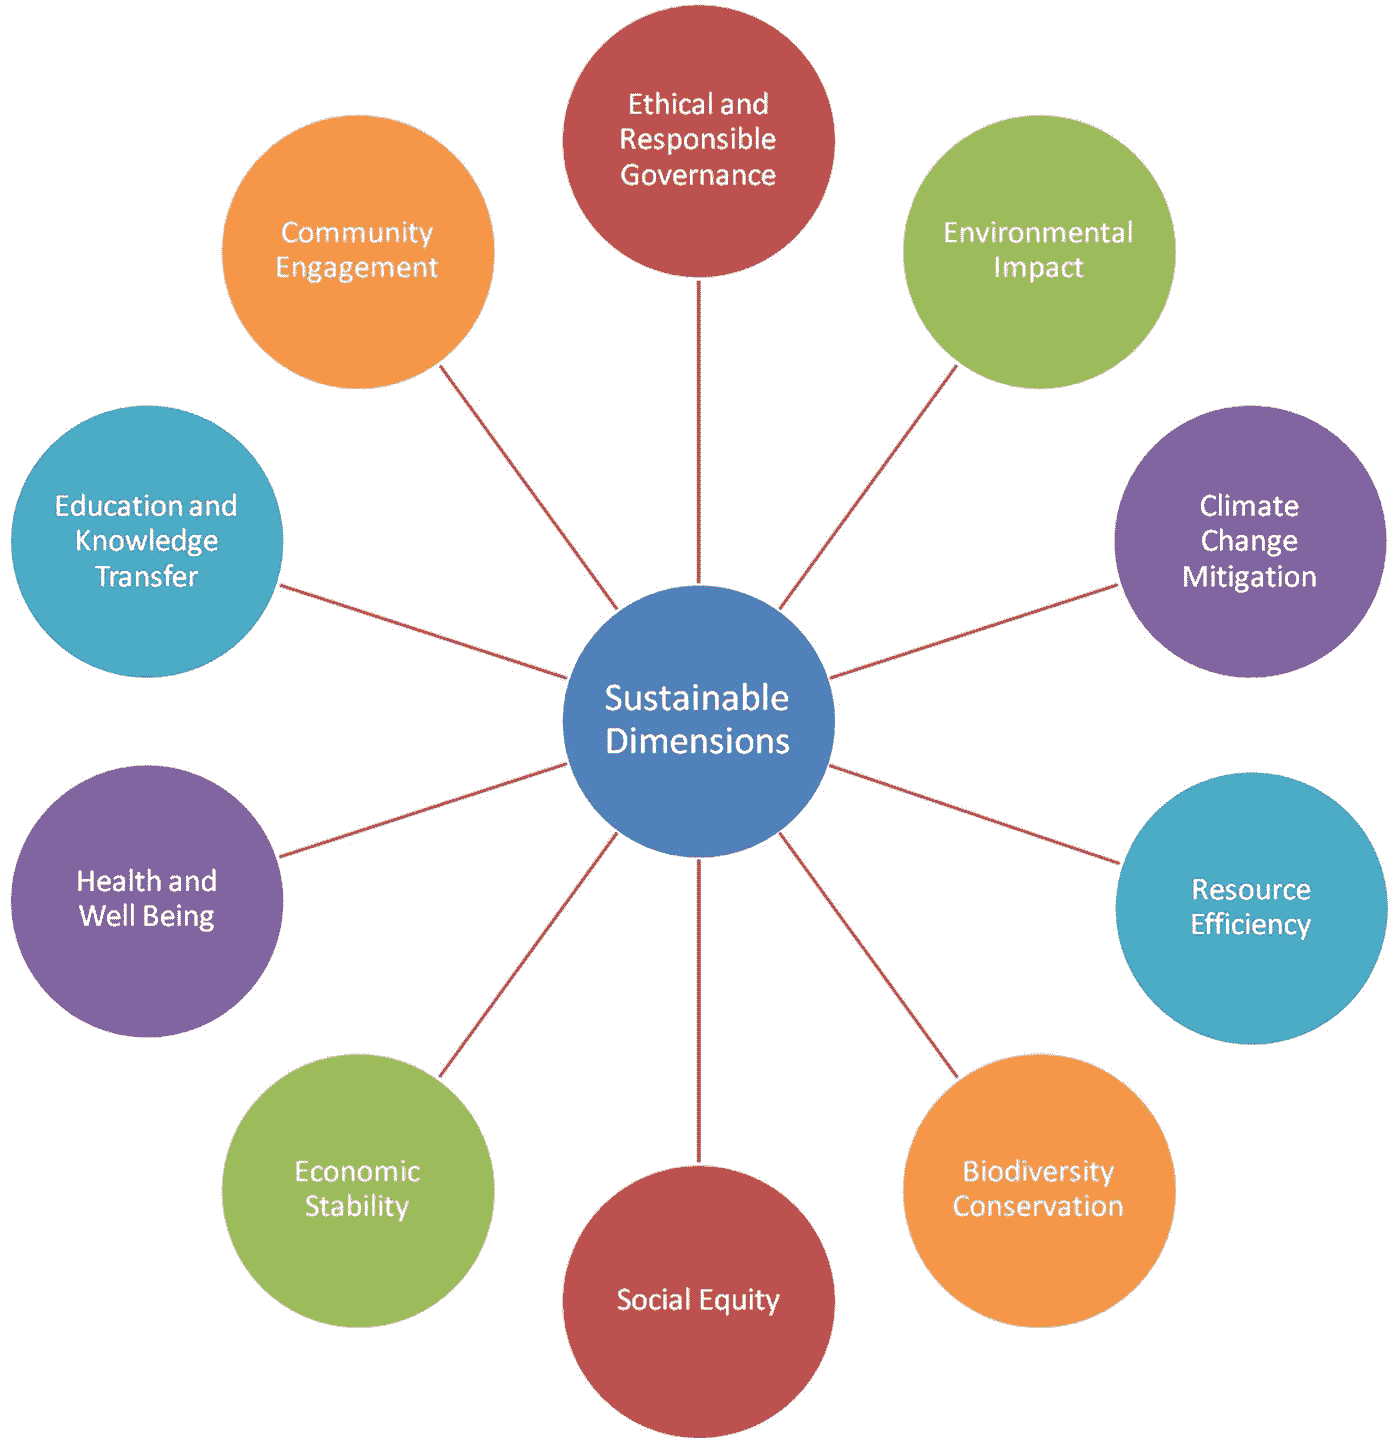 Ethical and
Responsible
Governance
Environmental
Impact
Climate
Change
Mitigation
Resource
Efficiency
Biodiversity
Conservation
Social Equity
Economic
Stability
Health and
Well Being
Education and
Knowledge
Transfer
Community
Engagement
Sustainable
Dimensions